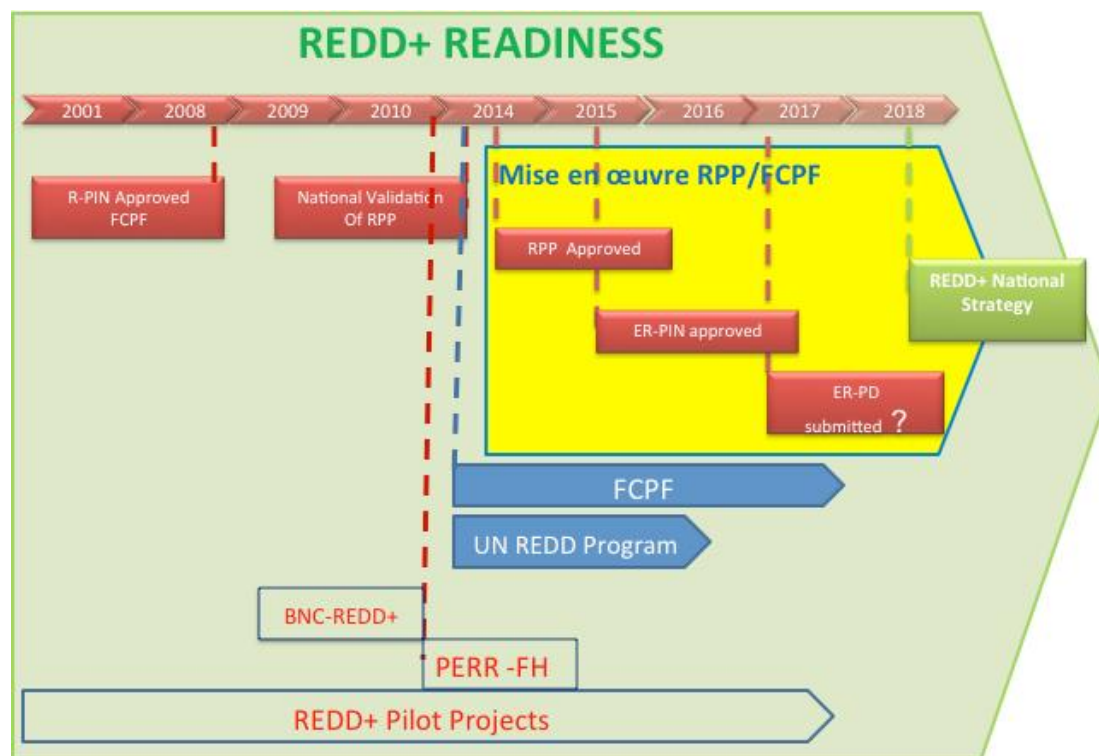 REDD+ READINESS
2001 2008 2009 2010 2014 2015 2016 2017 2018
Mise en œuvre RPP/FCPF
R-PIN Approved
FCPF
National Validation
Of RPP
RPP Approved
REDD+ National
Strategy
ER-PIN approved
ER-PD
submitted ?
FCPF
UN REDD Program
BNC-REDD+
PERR -FH
REDD+ Pilot Projects